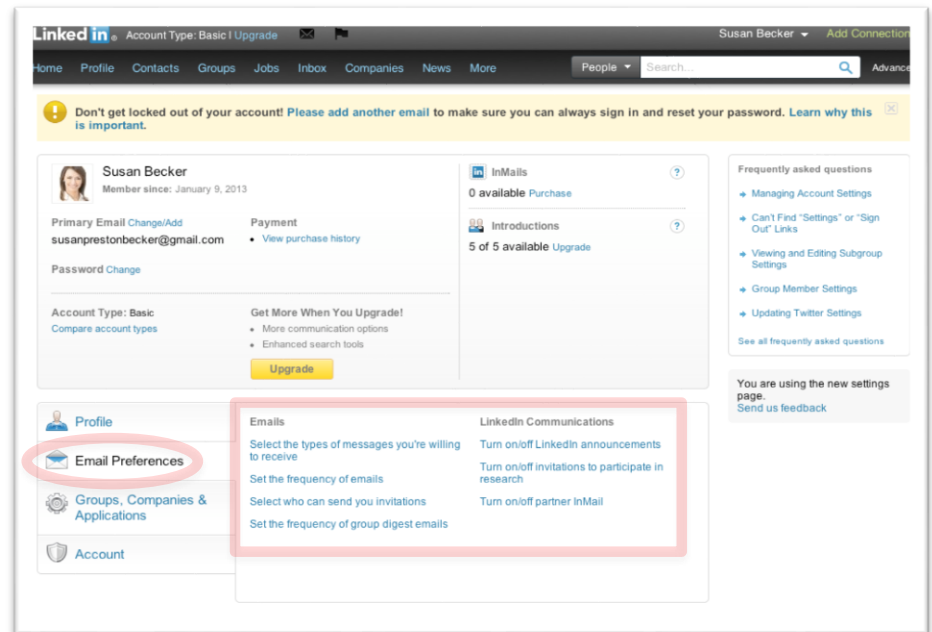 Linked in ® Account Type: Basic | Upgrade
Susan Becker Add Connection
Home Profile Contacts Groups Jobs Inbox Companies News More People Search... Advance
Don't get locked out of your account! Please add another email to make sure you can always sign in and reset your password. Learn why this
is important.
Susan Becker
Member since: January 9, 2013
Primary Email Change/Add
susanprestonbecker@gmail.com
Password Change
Payment
• View purchase history
Account Type: Basic
Compare account types
Get More When You Upgrade!
• More communication options
• Enhanced search tools
Upgrade
in InMails ?
0 available Purchase
Introductions ?
5 of 5 available Upgrade
Frequently asked questions
Managing Account Settings
Can't Find "Settings" or "Sign
Out" Links
Viewing and Editing Subgroup
Settings
Group Member Settings
Updating Twitter Settings
See all frequently asked questions
You are using the new settings
page.
Send us feedback
Profile
Email Preferences
Groups, Companies &
Applications
Account
Emails
Select the types of messages you're willing
to receive
Set the frequency of emails
Select who can send you invitations
Set the frequency of group digest emails
LinkedIn Communications
Turn on/off LinkedIn announcements
Turn on/off invitations to participate in
research
Turn on/off partner InMail